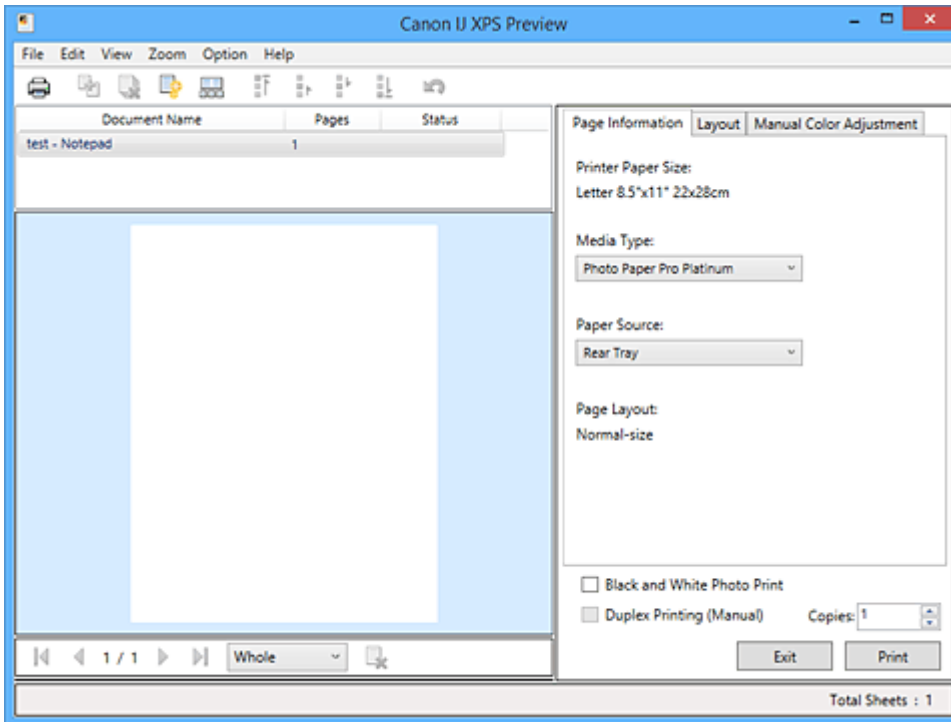 Canon IJ XPS Preview
File Edit View Zoom Option Help
Document Name Pages Status
test - Notepad 1
Page Information Layout Manual Color Adjustment
Printer Paper Size:
Letter 8.5"x11" 22x28cm
Media Type:
Photo Paper Pro Platinum
Paper Source:
Rear Tray
Page Layout:
Normal-size
Black and White Photo Print
Duplex Printing (Manual) Copies: 1
1 / 1 Whole
Exit Print
Total Sheets : 1